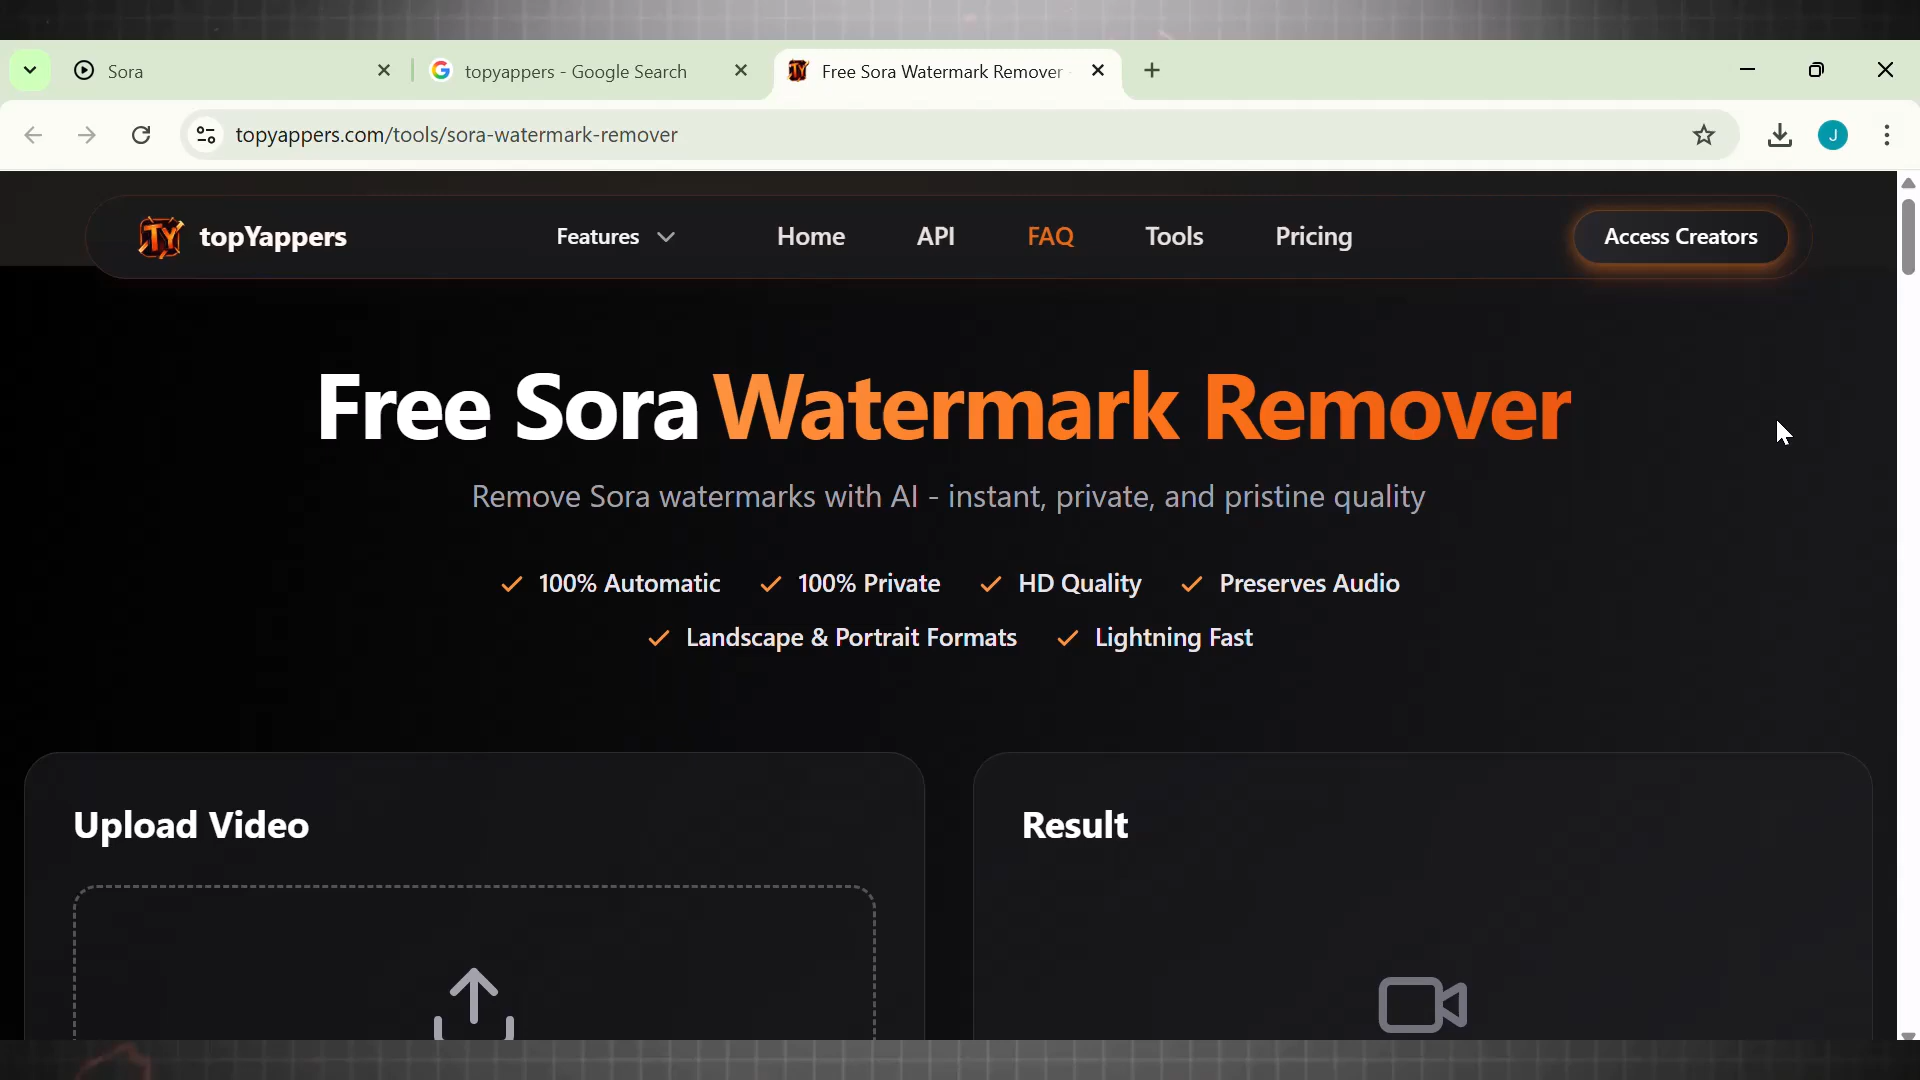 Sora
topyappers - Google Search
Free Sora Watermark Remover
topyappers.com/tools/sora-watermark-remover
J
TY topYappers
Features
Home
API
FAQ
Tools
Pricing
Access Creators
Free Sora Watermark Remover
Remove Sora watermarks with AI - instant, private, and pristine quality
100% Automatic
100% Private
HD Quality
Preserves Audio
Landscape & Portrait Formats
Lightning Fast
Upload Video
Result